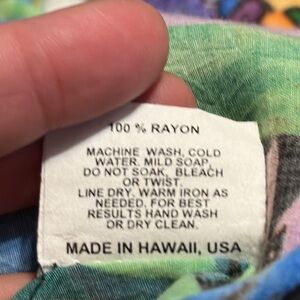 100 % RAYON
MACHINE WASH, COLD
WATER. MILD SOAP,
DO NOT SOAK, BLEACH
OR TWIST.
LINE DRY. WARM IRON AS
NEEDED. FOR BEST
RESULTS HAND WASH
OR DRY CLEAN.
MADE IN HAWAII, USA